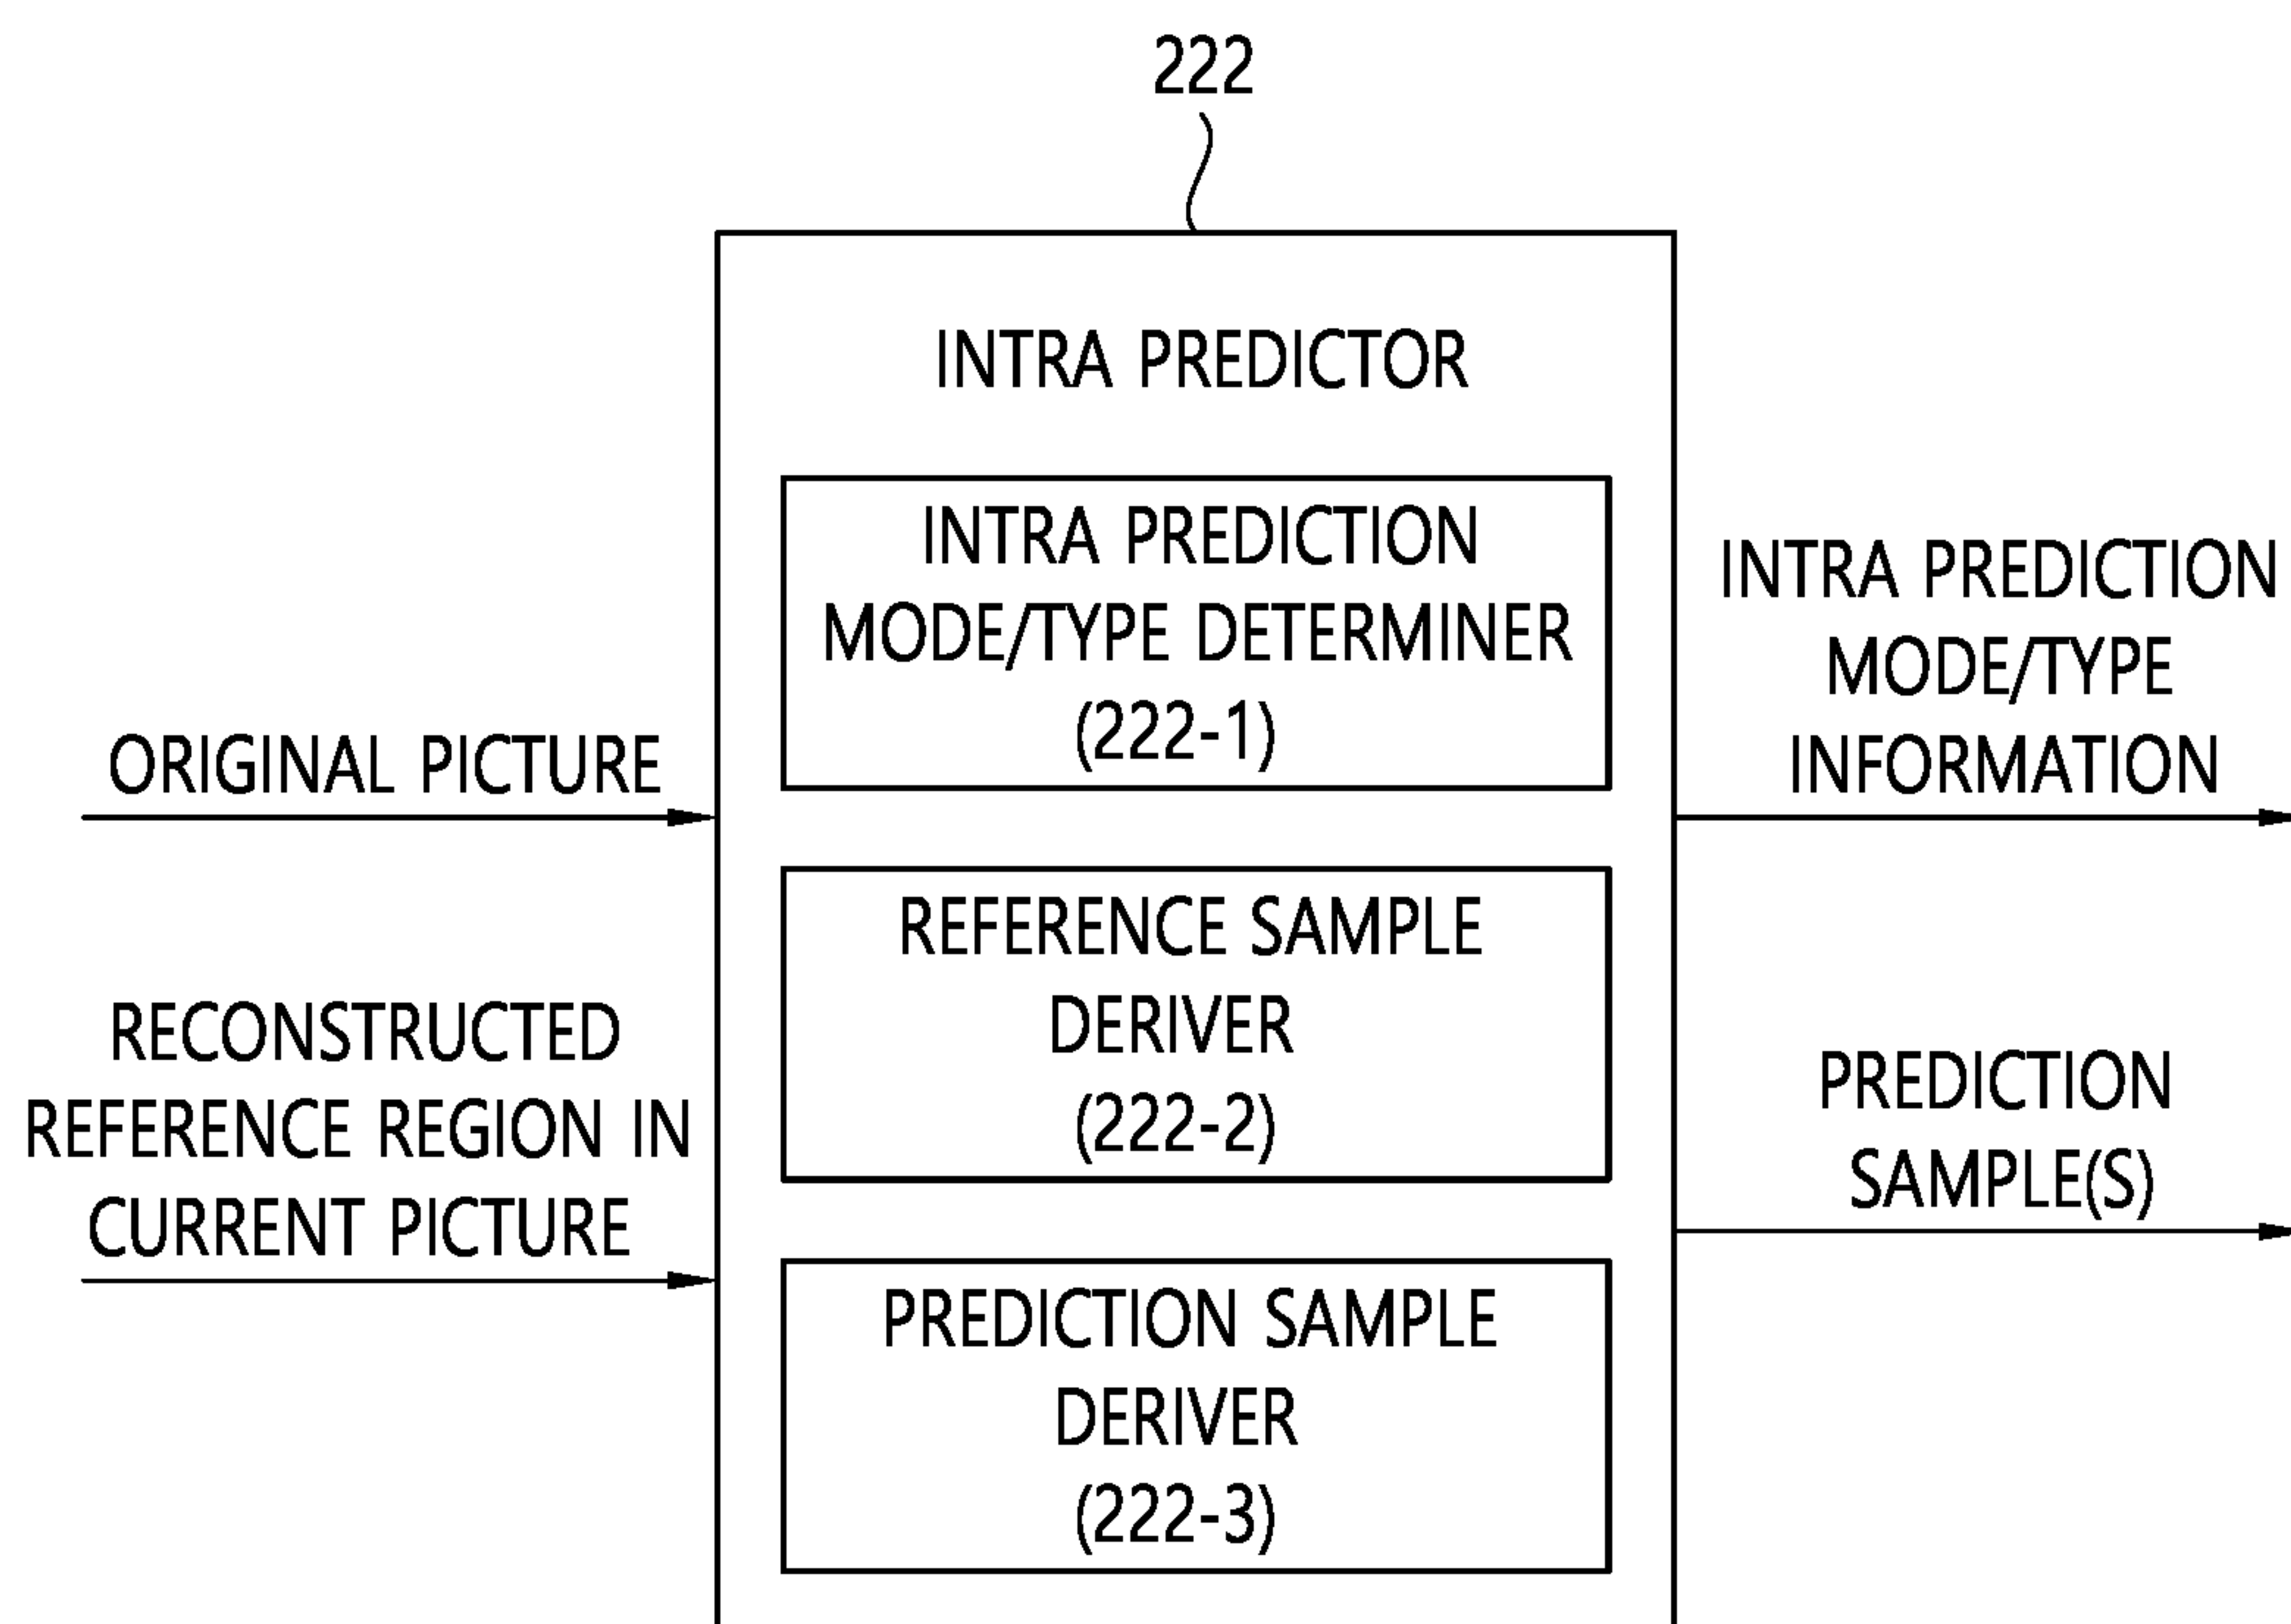 222
INTRA PREDICTOR
INTRA PREDICTION
MODE/TYPE DETERMINER
(222-1)
REFERENCE SAMPLE
DERIVER
(222-2)
PREDICTION SAMPLE
DERIVER
(222-3)
ORIGINAL PICTURE
RECONSTRUCTED
REFERENCE REGION IN
CURRENT PICTURE
INTRA PREDICTION
MODE/TYPE
INFORMATION
PREDICTION
SAMPLE(S)